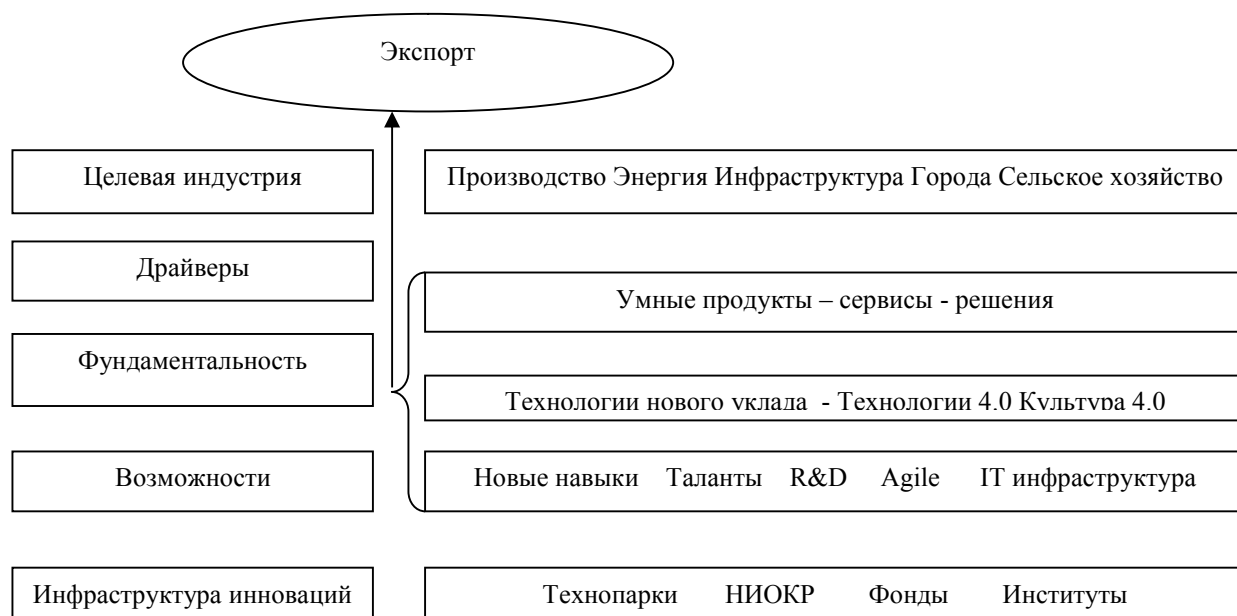 Экспорт
Целевая индустрия
Производство Энергия Инфраструктура Города Сельское хозяйство
Драйверы
Умные продукты – сервисы - решения
Фундаментальность
Технологии нового уклада - Технологии 4.0 Культура 4.0
Возможности
Новые навыки Таланты R&D Agile IT инфраструктура
Инфраструктура инноваций
Технопарки НИОКР Фонды Институты